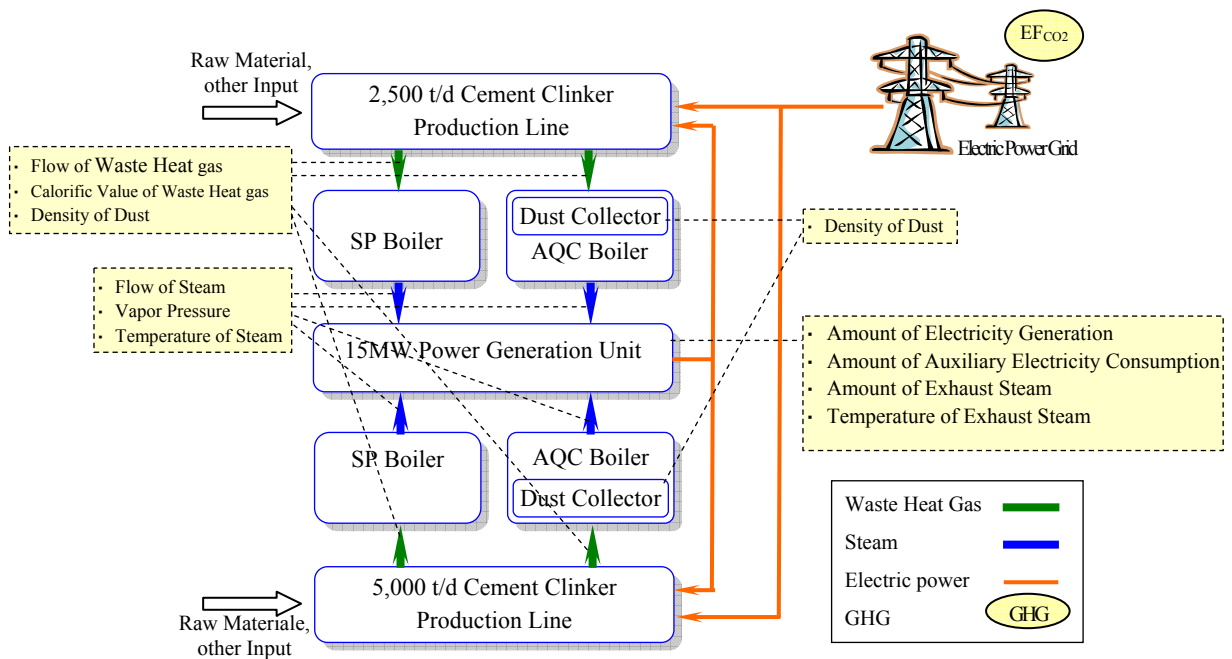 EFCO2
Raw Material,
other Input
2,500 t/d Cement Clinker
Production Line
Electric Power Grid
· Flow of Waste Heat gas
· Calorific Value of Waste Heat gas
· Density of Dust
SP Boiler
Dust Collector
AQC Boiler
· Density of Dust
· Flow of Steam
· Vapor Pressure
· Temperature of Steam
15MW Power Generation Unit
· Amount of Electricity Generation
· Amount of Auxiliary Electricity Consumption
· Amount of Exhaust Steam
· Temperature of Exhaust Steam
SP Boiler
AQC Boiler
Dust Collector
Waste Heat Gas
Steam
Electric power
GHG
GHG
5,000 t/d Cement Clinker
Production Line
Raw Materiale,
other Input